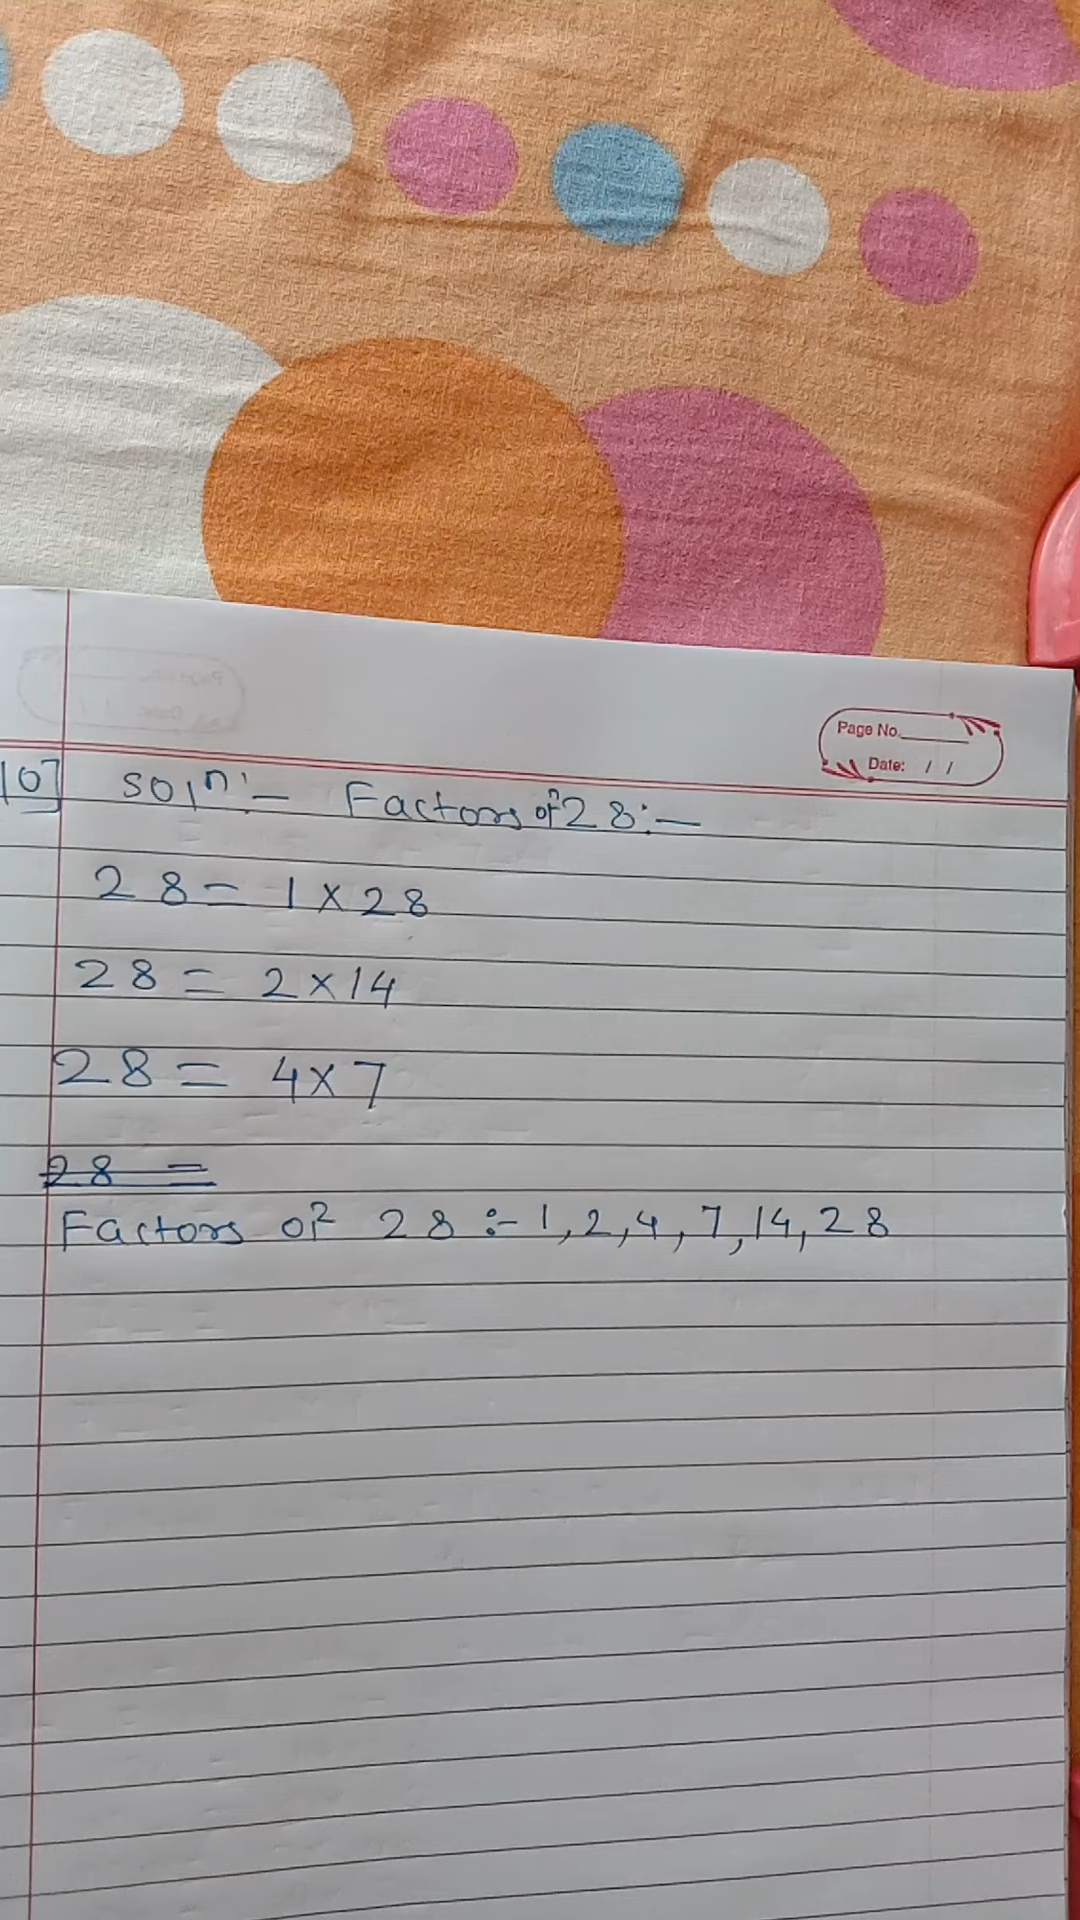 Page No.
Date: / /
10] soln:- Factors of 28:-
28 = 1 × 28
28 = 2 × 14
28 = 4 × 7
28 =
Factors of 28 :- 1, 2, 4, 7, 14, 28